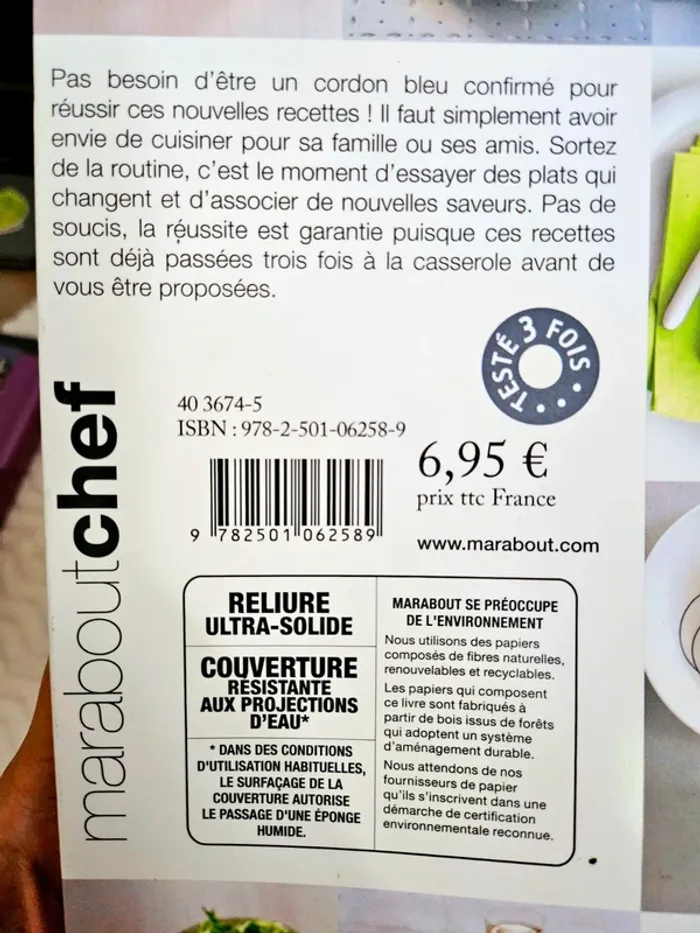 Pas besoin d'être un cordon bleu confirmé pour
réussir ces nouvelles recettes ! Il faut simplement avoir
envie de cuisiner pour sa famille ou ses amis. Sortez
de la routine, c'est le moment d'essayer des plats qui
changent et d'associer de nouvelles saveurs. Pas de
soucis, la réussite est garantie puisque ces recettes
sont déjà passées trois fois à la casserole avant de
vous être proposées.
TESTÉ 3 FOIS
maraboutchef
40 3674-5
ISBN : 978-2-501-06258-9
9 782501 062589
6,95 €
prix ttc France
www.marabout.com
RELIURE
ULTRA-SOLIDE
COUVERTURE
RÉSISTANTE
AUX PROJECTIONS
D'EAU*
* DANS DES CONDITIONS
D'UTILISATION HABITUELLES,
LE SURFAÇAGE DE LA
COUVERTURE AUTORISE
LE PASSAGE D'UNE ÉPONGE
HUMIDE.
MARABOUT SE PRÉOCCUPE
DE L'ENVIRONNEMENT
Nous utilisons des papiers
composés de fibres naturelles,
renouvelables et recyclables.
Les papiers qui composent
ce livre sont fabriqués à
partir de bois issus de forêts
qui adoptent un système
d'aménagement durable.
Nous attendons de nos
fournisseurs de papier
qu'ils s'inscrivent dans une
démarche de certification
environnementale reconnue.